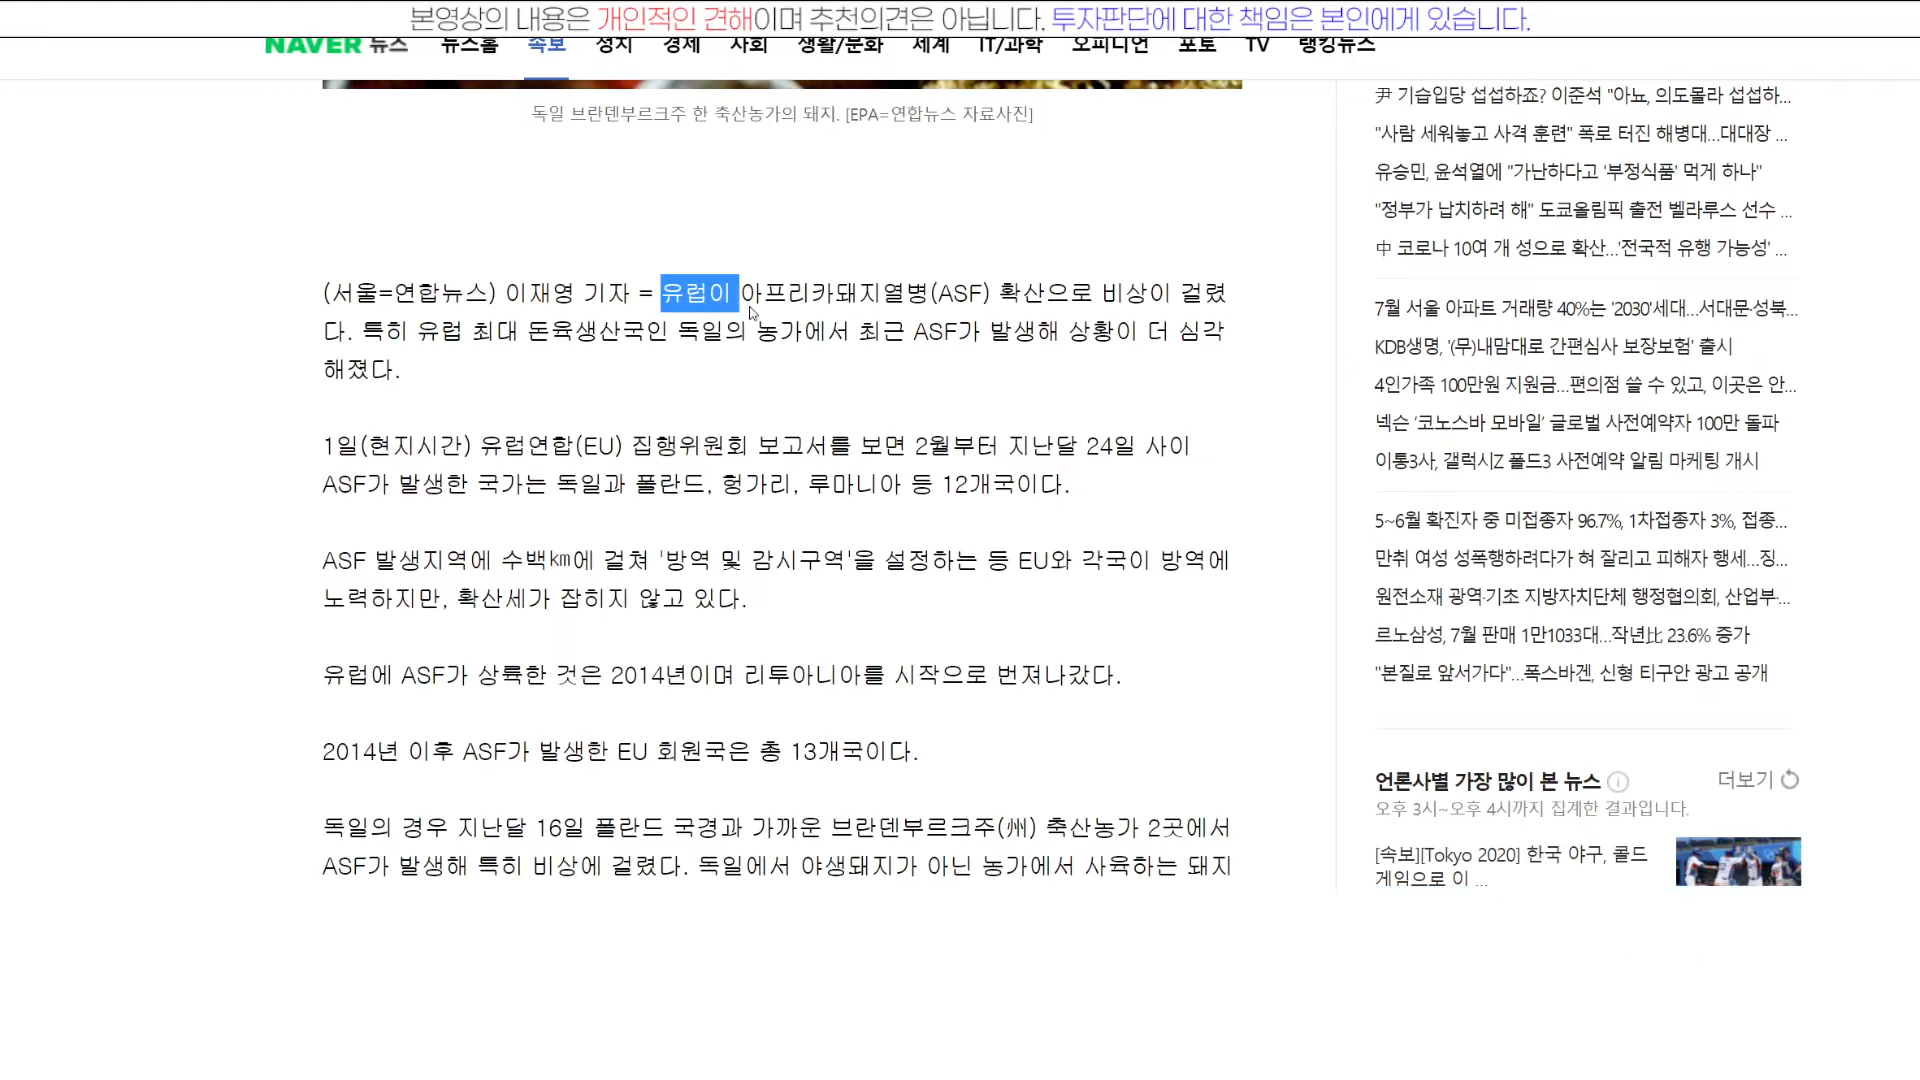 본영상의 내용은 개인적인 견해이며 추천의견은 아닙니다. 투자판단에 대한 책임은 본인에게 있습니다.
NAVER 뉴스 뉴스홈 속보 정치 경제 사회 생활/문화 세계 IT/과학 오피니언 포토 TV 랭킹뉴스
독일 브란덴부르크주 한 축산농가의 돼지. [EPA=연합뉴스 자료사진]
(서울=연합뉴스) 이재영 기자 = 유럽이 아프리카돼지열병(ASF) 확산으로 비상이 걸렸
다. 특히 유럽 최대 돈육생산국인 독일의 농가에서 최근 ASF가 발생해 상황이 더 심각
해졌다.
1일(현지시간) 유럽연합(EU) 집행위원회 보고서를 보면 2월부터 지난달 24일 사이
ASF가 발생한 국가는 독일과 폴란드, 헝가리, 루마니아 등 12개국이다.
ASF 발생지역에 수백㎞에 걸쳐 '방역 및 감시구역'을 설정하는 등 EU와 각국이 방역에
노력하지만, 확산세가 잡히지 않고 있다.
유럽에 ASF가 상륙한 것은 2014년이며 리투아니아를 시작으로 번져나갔다.
2014년 이후 ASF가 발생한 EU 회원국은 총 13개국이다.
독일의 경우 지난달 16일 폴란드 국경과 가까운 브란덴부르크주(州) 축산농가 2곳에서
ASF가 발생해 특히 비상에 걸렸다. 독일에서 야생돼지가 아닌 농가에서 사육하는 돼지
尹 기습입당 섭섭하죠? 이준석 "아뇨, 의도몰라 섭섭하...
"사람 세워놓고 사격 훈련" 폭로 터진 해병대...대대장 ...
유승민, 윤석열에 "가난하다고 '부정식품' 먹게 하나"
"정부가 납치하려 해" 도쿄올림픽 출전 벨라루스 선수 ...
中 코로나 10여 개 성으로 확산...'전국적 유행 가능성' ...
7월 서울 아파트 거래량 40%는 '2030'세대...서대문·성북...
KDB생명, '(무)내맘대로 간편심사 보장보험' 출시
4인가족 100만원 지원금...편의점 쓸 수 있고, 이곳은 안...
넥슨 '코노스바 모바일' 글로벌 사전예약자 100만 돌파
이통3사, 갤럭시Z 폴드3 사전예약 알림 마케팅 개시
5~6월 확진자 중 미접종자 96.7%, 1차접종자 3%, 접종...
만취 여성 성폭행하려다가 혀 잘리고 피해자 행세...징...
원전소재 광역·기초 지방자치단체 행정협의회, 산업부·...
르노삼성, 7월 판매 1만1033대...작년比 23.6% 증가
"본질로 앞서가다"...폭스바겐, 신형 티구안 광고 공개
언론사별 가장 많이 본 뉴스 더보기
오후 3시~오후 4시까지 집계한 결과입니다.
[속보][Tokyo 2020] 한국 야구, 콜드
게임으로 이 ...